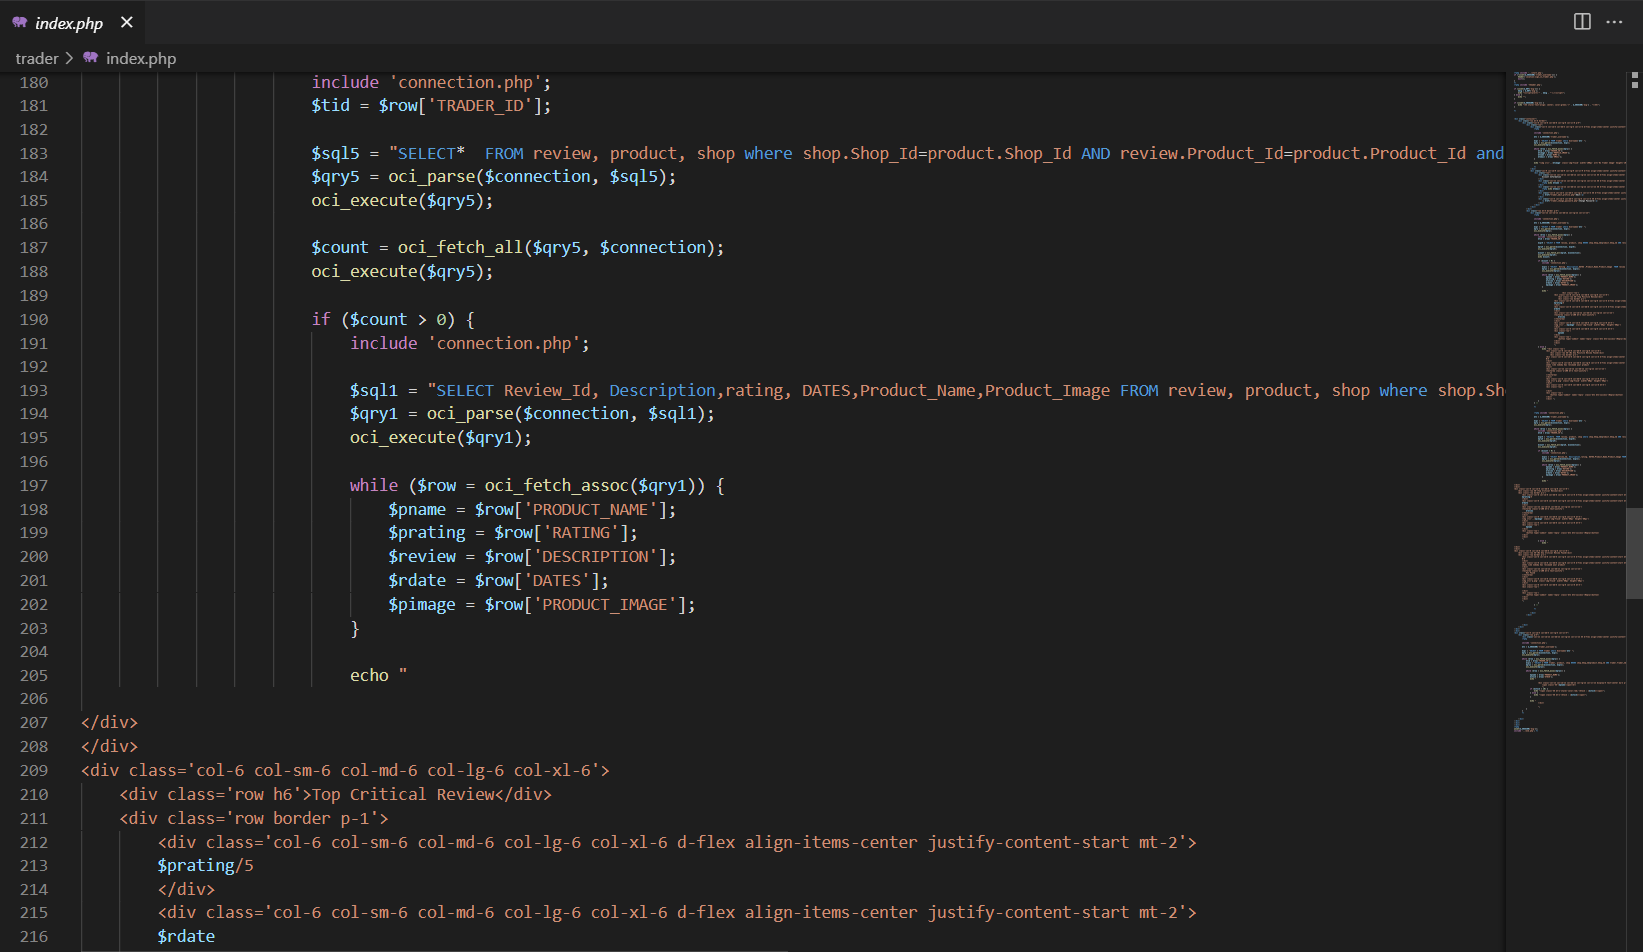 index.php
trader > index.php
180 include 'connection.php';
181 $tid = $row['TRADER_ID'];
182
183 $sql5 = "SELECT*  FROM review, product, shop where shop.Shop_Id=product.Shop_Id AND review.Product_Id=product.Product_Id and
184 $qry5 = oci_parse($connection, $sql5);
185 oci_execute($qry5);
186
187 $count = oci_fetch_all($qry5, $connection);
188 oci_execute($qry5);
189
190 if ($count > 0) {
191 include 'connection.php';
192
193 $sql1 = "SELECT Review_Id, Description,rating, DATES,Product_Name,Product_Image FROM review, product, shop where shop.Sh
194 $qry1 = oci_parse($connection, $sql1);
195 oci_execute($qry1);
196
197 while ($row = oci_fetch_assoc($qry1)) {
198 $pname = $row['PRODUCT_NAME'];
199 $prating = $row['RATING'];
200 $review = $row['DESCRIPTION'];
201 $rdate = $row['DATES'];
202 $pimage = $row['PRODUCT_IMAGE'];
203 }
204
205 echo "
206
207 </div>
208 </div>
209 <div class='col-6 col-sm-6 col-md-6 col-lg-6 col-xl-6'>
210 <div class='row h6'>Top Critical Review</div>
211 <div class='row border p-1'>
212 <div class='col-6 col-sm-6 col-md-6 col-lg-6 col-xl-6 d-flex align-items-center justify-content-start mt-2'>
213 $prating/5
214 </div>
215 <div class='col-6 col-sm-6 col-md-6 col-lg-6 col-xl-6 d-flex align-items-center justify-content-start mt-2'>
216 $rdate